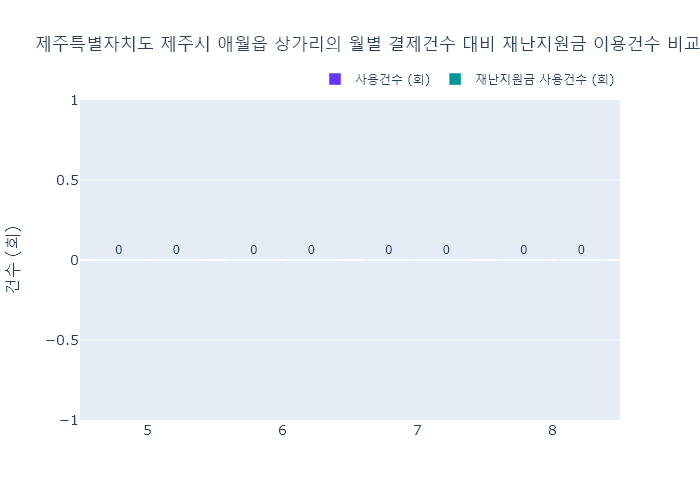 제주특별자치도 제주시 애월읍 상가리의 월별 결제건수 대비 재난지원금 이용건수 비교
사용건수 (회) 재난지원금 사용건수 (회)
건수 (회)
1
0.5
0
−0.5
−1
0 0 0 0 0 0 0 0
5 6 7 8